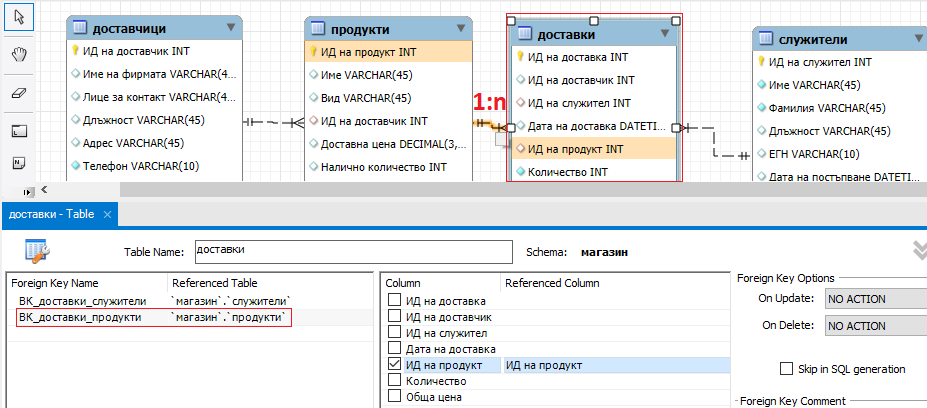 доставчици
ИД на доставчик INT
Име на фирмата VARCHAR(4...
Лице за контакт VARCHAR(4...
Длъжност VARCHAR(45)
Адрес VARCHAR(45)
Телефон VARCHAR(10)
продукти
ИД на продукт INT
Име VARCHAR(45)
Вид VARCHAR(45)
ИД на доставчик INT
Доставна цена DECIMAL(3,...
Налично количество INT
1:n
доставки
ИД на доставка INT
ИД на доставчик INT
ИД на служител INT
Дата на доставка DATETI...
ИД на продукт INT
Количество INT
служители
ИД на служител INT
Име VARCHAR(45)
Фамилия VARCHAR(45)
Длъжност VARCHAR(45)
ЕГН VARCHAR(10)
Дата на постъпване DATETI...
доставки - Table ×
Table Name: доставки Schema: магазин
Foreign Key Name Referenced Table
ВК_доставки_служители `магазин`.`служители`
ВК_доставки_продукти `магазин`.`продукти`
Column Referenced Column
ИД на доставка
ИД на доставчик
ИД на служител
Дата на доставка
ИД на продукт ИД на продукт
Количество
Обща цена
Foreign Key Options
On Update: NO ACTION
On Delete: NO ACTION
Skip in SQL generation
Foreign Key Comment